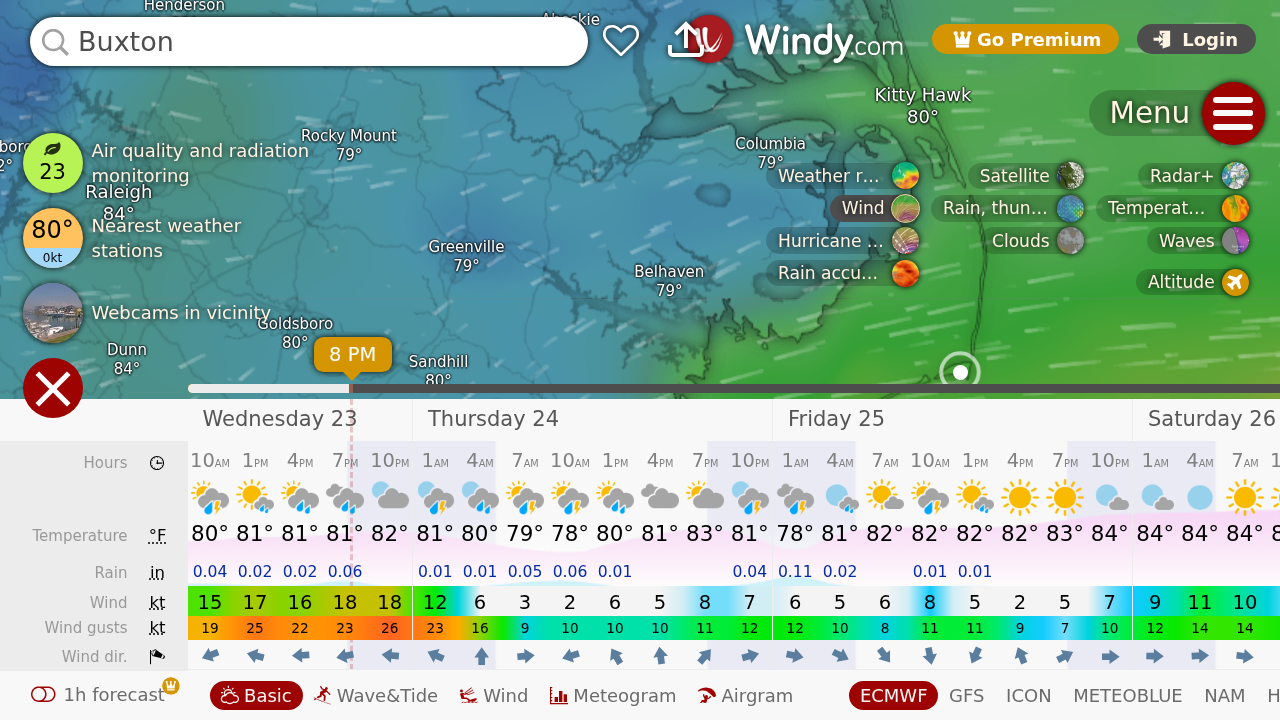 Henderson
Buxton
Windy.com
Go Premium
Login
Kitty Hawk
80°
Menu
Rocky Mount
79°
Columbia
79°
23
Air quality and radiation
monitoring
Raleigh
84°
80°
0kt
Nearest weather
stations
Webcams in vicinity
Weather r...
Satellite
Radar+
Wind
Rain, thun...
Temperat...
Hurricane ...
Clouds
Waves
Rain accu...
Altitude
Greenville
79°
Belhaven
79°
Goldsboro
80°
Dunn
84°
Sandhill
80°
8 PM
Wednesday 23 Thursday 24 Friday 25 Saturday 26
Hours 10AM 1PM 4PM 7PM 10PM 1AM 4AM 7AM 10AM 1PM 4PM 7PM 10PM 1AM 4AM 7AM 10AM 1PM 4PM 7PM 10PM 1AM 4AM 7AM
Temperature °F 80° 81° 81° 81° 82° 81° 80° 79° 78° 80° 81° 83° 81° 78° 81° 82° 82° 82° 82° 83° 84° 84° 84° 84°
Rain in 0.04 0.02 0.02 0.06 0.01 0.01 0.05 0.06 0.01 0.04 0.11 0.02 0.01 0.01
Wind kt 15 17 16 18 18 12 6 3 2 6 5 8 7 6 5 6 8 5 2 5 7 9 11 10
Wind gusts kt 19 25 22 23 26 23 16 9 10 10 10 11 12 12 10 8 11 11 9 7 10 12 14 14
Wind dir.
1h forecast Basic Wave&Tide Wind Meteogram Airgram ECMWF GFS ICON METEOBLUE NAM